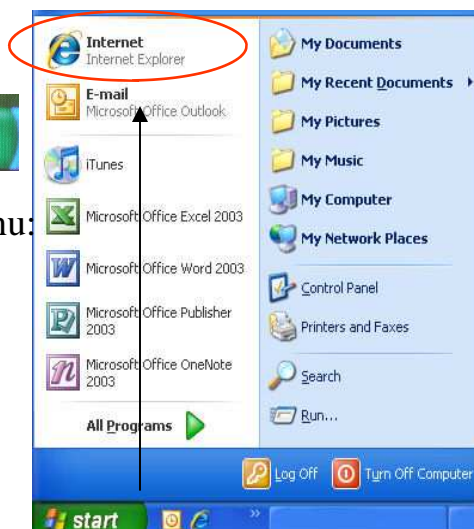 Internet
Internet Explorer
E-mail
Microsoft Office Outlook
iTunes
nu:
Microsoft Office Excel 2003
Microsoft Office Word 2003
Microsoft Office Publisher
2003
Microsoft Office OneNote
2003
All Programs
My Documents
My Recent Documents
My Pictures
My Music
My Computer
My Network Places
Control Panel
Printers and Faxes
Search
Run...
Log Off
Turn Off Computer
start
»